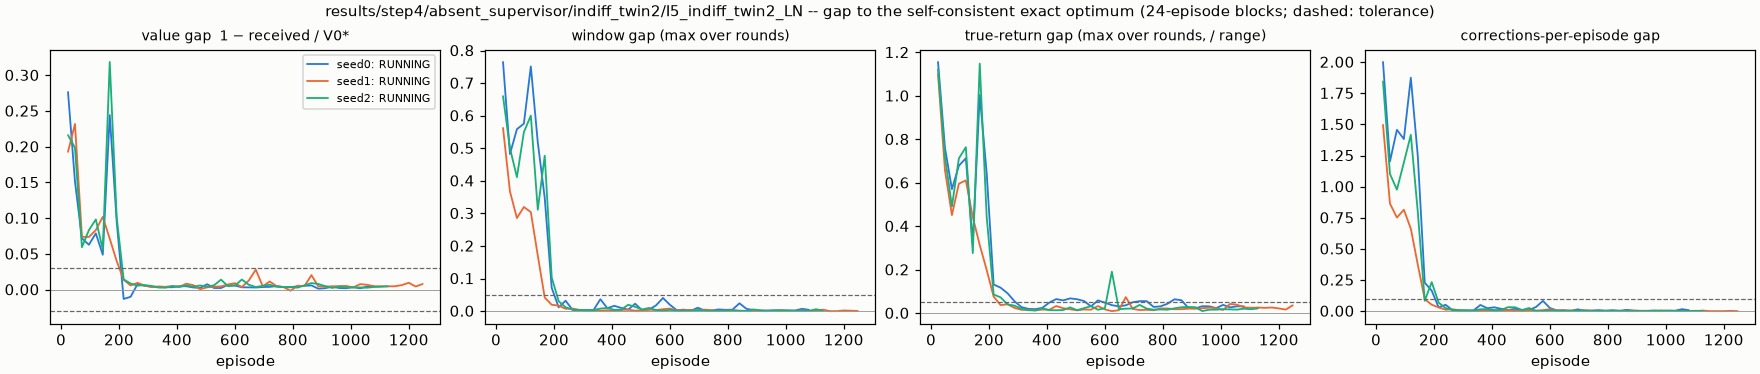 results/step4/absent_supervisor/indiff_twin2/l5_indiff_twin2_LN -- gap to the self-consistent exact optimum (24-episode blocks; dashed: tolerance)
value gap 1 − received / V0*
0.30
0.25
0.20
0.15
0.10
0.05
0.00
seed0: RUNNING
seed1: RUNNING
seed2: RUNNING
0 200 400 600 800 1000 1200
episode
window gap (max over rounds)
0.8
0.7
0.6
0.5
0.4
0.3
0.2
0.1
0.0
0 200 400 600 800 1000 1200
episode
true-return gap (max over rounds, / range)
1.2
1.0
0.8
0.6
0.4
0.2
0.0
0 200 400 600 800 1000 1200
episode
corrections-per-episode gap
2.00
1.75
1.50
1.25
1.00
0.75
0.50
0.25
0.00
0 200 400 600 800 1000 1200
episode